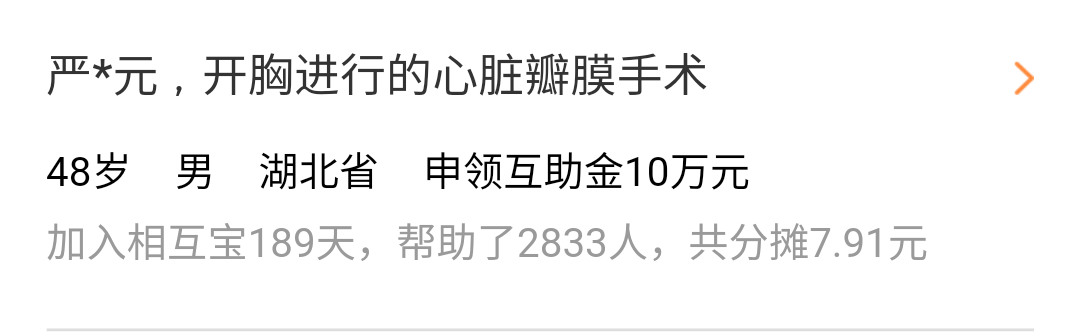 严*元，开胸进行的心脏瓣膜手术
48岁 男 湖北省 申领互助金10万元
加入相互宝189天，帮助了2833人，共分摊7.91元